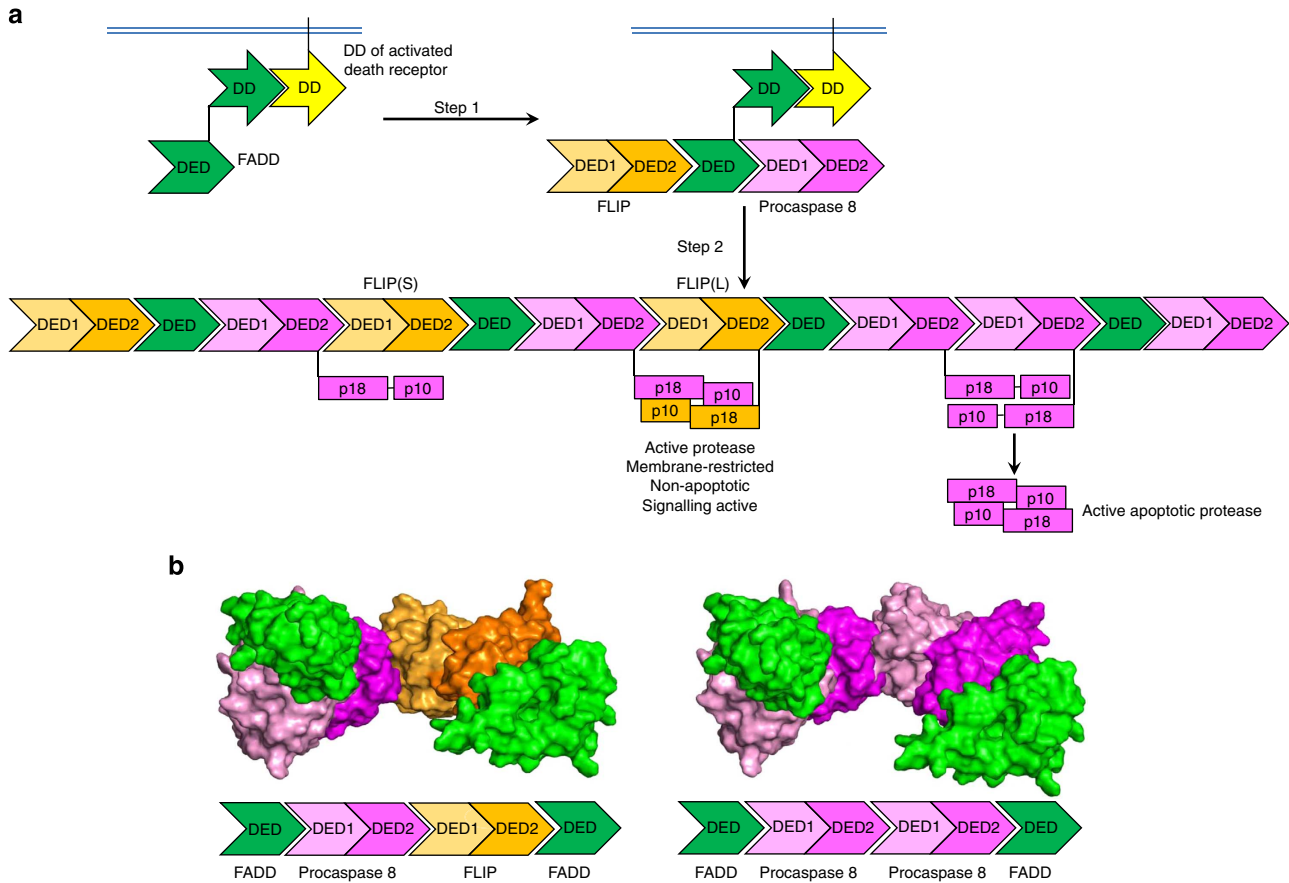 a
DD of activated
death receptor
DD DD
DED FADD
Step 1
DD DD
DED1 DED2 DED DED1 DED2
FLIP Procaspase 8
Step 2
FLIP(S) FLIP(L)
DED1 DED2 DED DED1 DED2 DED1 DED2 DED DED1 DED2 DED1 DED2 DED DED1 DED2 DED1 DED2 DED DED1 DED2
p18 p10
p18 p10
p10 p18
Active protease
Membrane-restricted
Non-apoptotic
Signalling active
p18 p10
p10 p18
p18 p10
p10 p18
Active apoptotic protease
b
DED DED1 DED2 DED1 DED2 DED
FADD Procaspase 8 FLIP FADD
DED DED1 DED2 DED1 DED2 DED
FADD Procaspase 8 Procaspase 8 FADD